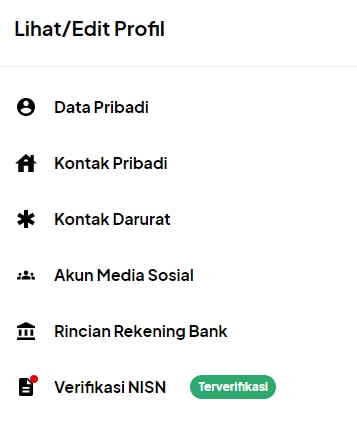 Lihat/Edit Profil
Data Pribadi
Kontak Pribadi
Kontak Darurat
Akun Media Sosial
Rincian Rekening Bank
Verifikasi NISN Terverifikasi